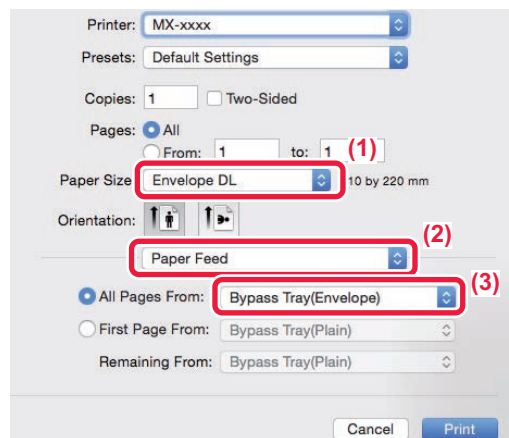 Printer: MX-xxxx
Presets: Default Settings
Copies: 1 Two-Sided
Pages: All
From: 1 to: 1 (1)
Paper Size Envelope DL 10 by 220 mm
Orientation:
(2)
Paper Feed
(3)
All Pages From: Bypass Tray(Envelope)
First Page From: Bypass Tray(Plain)
Remaining From: Bypass Tray(Plain)
Cancel Print